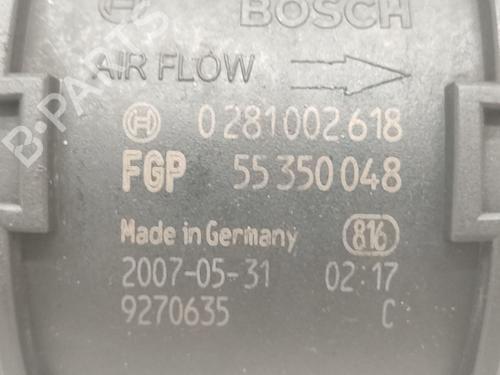 BOSCH
AIR FLOW
0 281 002 618
FGP 55 350 048
Made in Germany 816
2007-05-31 02:17
9270635 C
B-PARTS